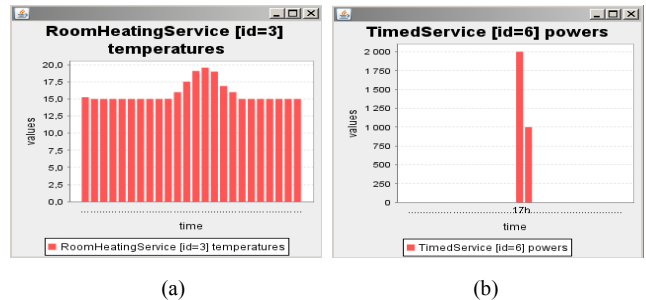 RoomHeatingService [id=3]
temperatures
20,0
17,5
15,0
12,5
10,0
7,5
5,0
2,5
0,0
values
time
RoomHeatingService [id=3] temperatures
(a)
TimedService [id=6] powers
2 000
1 750
1 500
1 250
1 000
750
500
250
0
values
17h
time
TimedService [id=6] powers
(b)